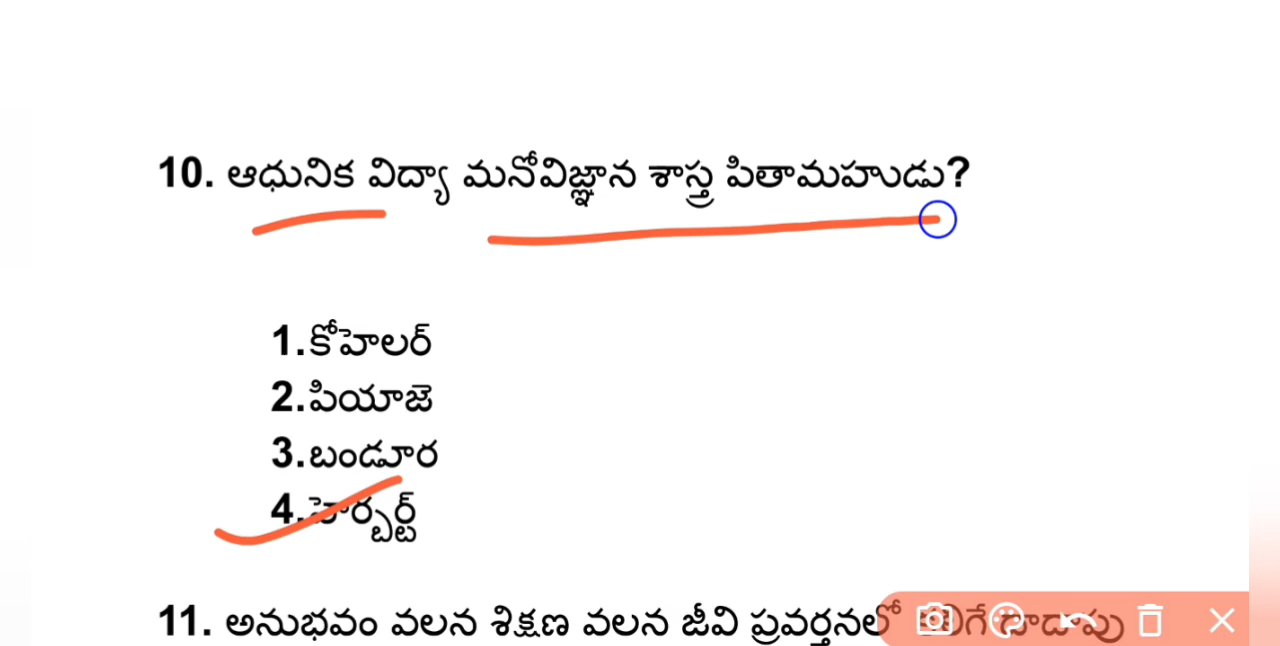 10. ఆధునిక విద్యా మనోవిజ్ఞాన శాస్త్ర పితామహుడు?
1.కోహెలర్
2.పియాజె
3.బండూర
4.హెర్బర్ట్
11. అనుభవం వలన శిక్షణ వలన జీవి ప్రవర్తనలో